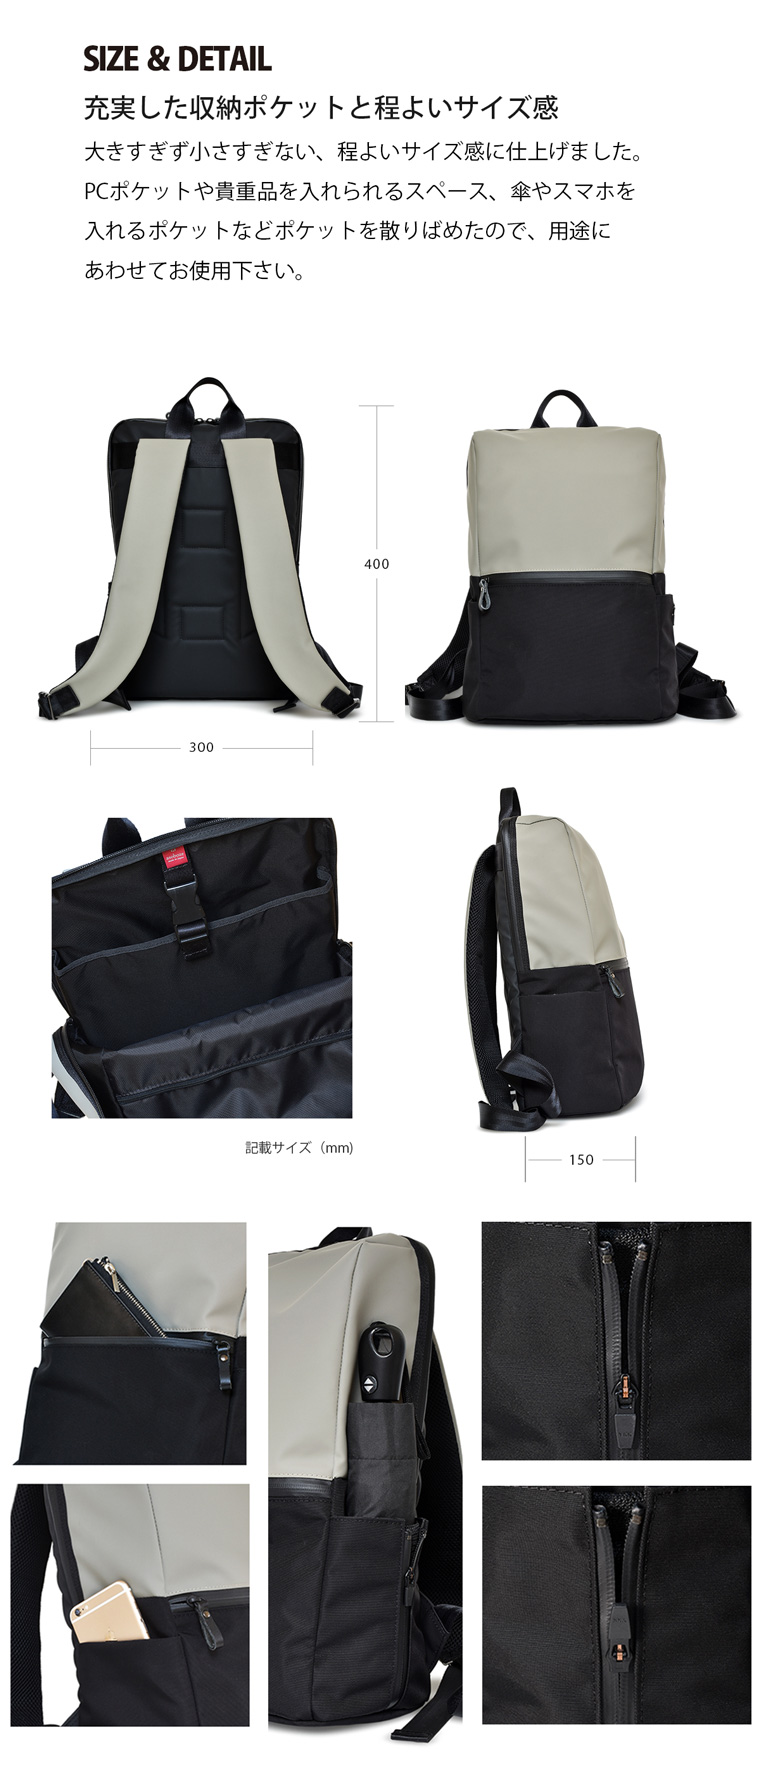 SIZE & DETAIL
充実した収納ポケットと程よいサイズ感
大きすぎず小さすぎない、程よいサイズ感に仕上げました。
PCポケットや貴重品を入れられるスペース、傘やスマホを
入れるポケットなどポケットを散りばめたので、用途に
あわせてお使用下さい。
400
300
記載サイズ（mm)
150